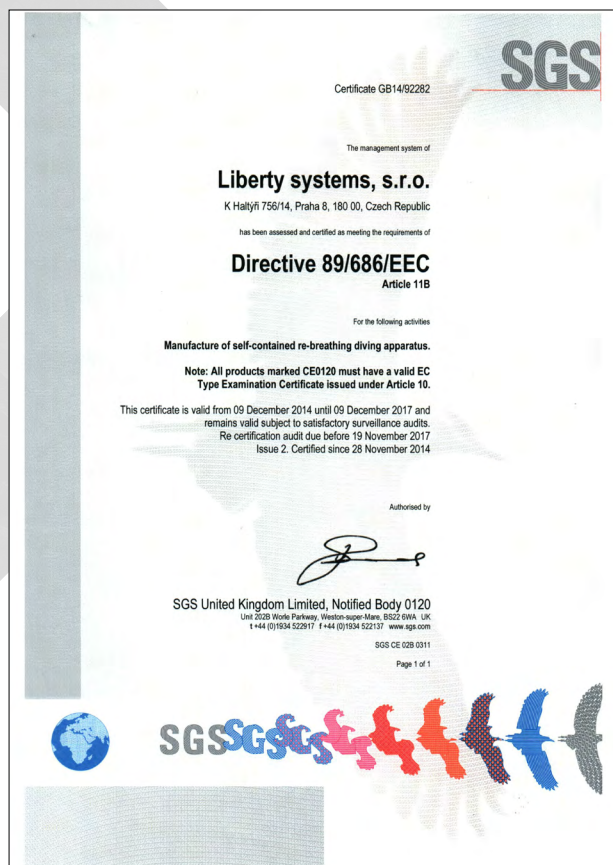 SGS
Certificate GB14/92282
The management system of
Liberty systems, s.r.o.
K Haltýři 756/14, Praha 8, 180 00, Czech Republic
has been assessed and certified as meeting the requirements of
Directive 89/686/EEC
Article 11B
For the following activities
Manufacture of self-contained re-breathing diving apparatus.
Note: All products marked CE0120 must have a valid EC
Type Examination Certificate issued under Article 10.
This certificate is valid from 09 December 2014 until 09 December 2017 and
remains valid subject to satisfactory surveillance audits.
Re certification audit due before 19 November 2017
Issue 2. Certified since 28 November 2014
Authorised by
SGS United Kingdom Limited, Notified Body 0120
Unit 202B Worle Parkway, Weston-super-Mare, BS22 6WA UK
t +44 (0)1934 522917 f +44 (0)1934 522137 www.sgs.com
SGS CE 02B 0311
Page 1 of 1
SGS SGS SGS